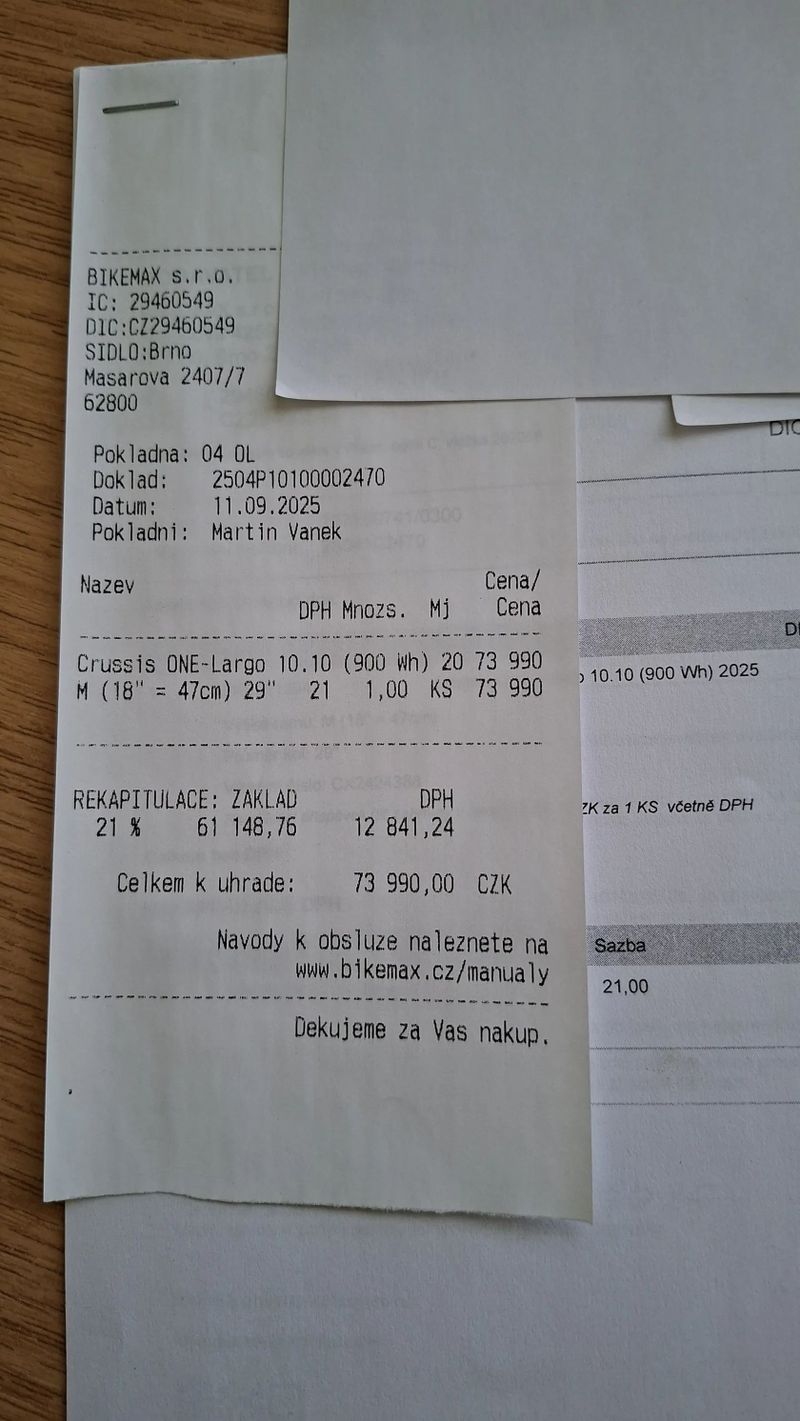 BIKEMAX s.r.o.
IC: 29460549
DIC:CZ29460549
SIDLO:Brno
Masarova 2407/7
62800
Pokladna: 04 OL
Doklad: 2504P10100002470
Datum: 11.09.2025
Pokladni: Martin Vanek
Nazev Cena/
DPH Mnozs. Mj Cena
Crussis ONE-Largo 10.10 (900 Wh) 20 73 990
M (18" = 47cm) 29" 21 1,00 KS 73 990
REKAPITULACE: ZAKLAD DPH
21 % 61 148,76 12 841,24
Celkem k uhrade: 73 990,00 CZK
Navody k obsluze naleznete na
www.bikemax.cz/manualy
Dekujeme za Vas nakup.
10.10 (900 Wh) 2025
za 1 KS včetně DPH
Sazba
21,00